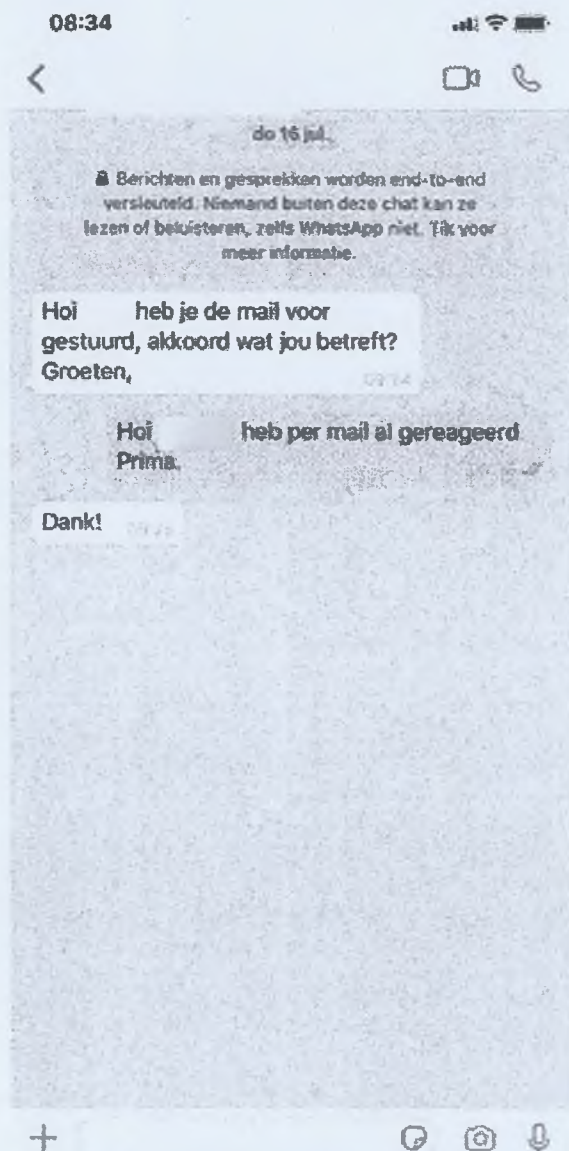 08:34
do 16 jul.
Berichten en gesprekken worden end-to-end
versleuteld. Niemand buiten deze chat kan ze
lezen of beluisteren, zelfs WhatsApp niet. Tik voor
meer informatie.
Hoi heb je de mail voor
gestuurd, akkoord wat jou betreft?
Groeten,
Hoi heb per mail al gereageerd
Prima.
Dank!